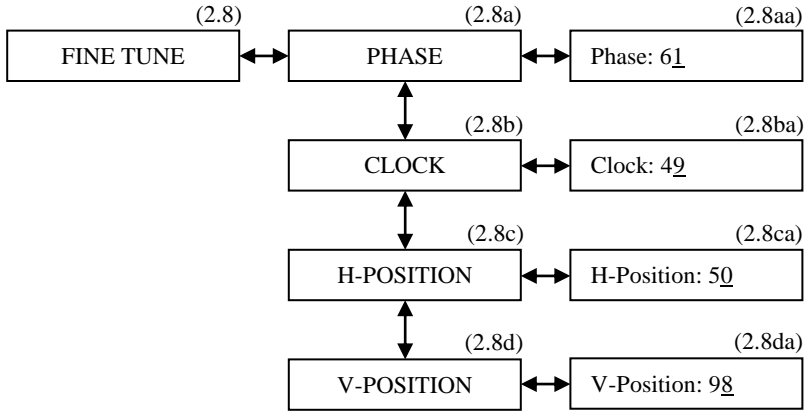 (2.8) (2.8a) (2.8aa)
FINE TUNE PHASE Phase: 61
(2.8b) (2.8ba)
CLOCK Clock: 49
(2.8c) (2.8ca)
H-POSITION H-Position: 50
(2.8d) (2.8da)
V-POSITION V-Position: 98